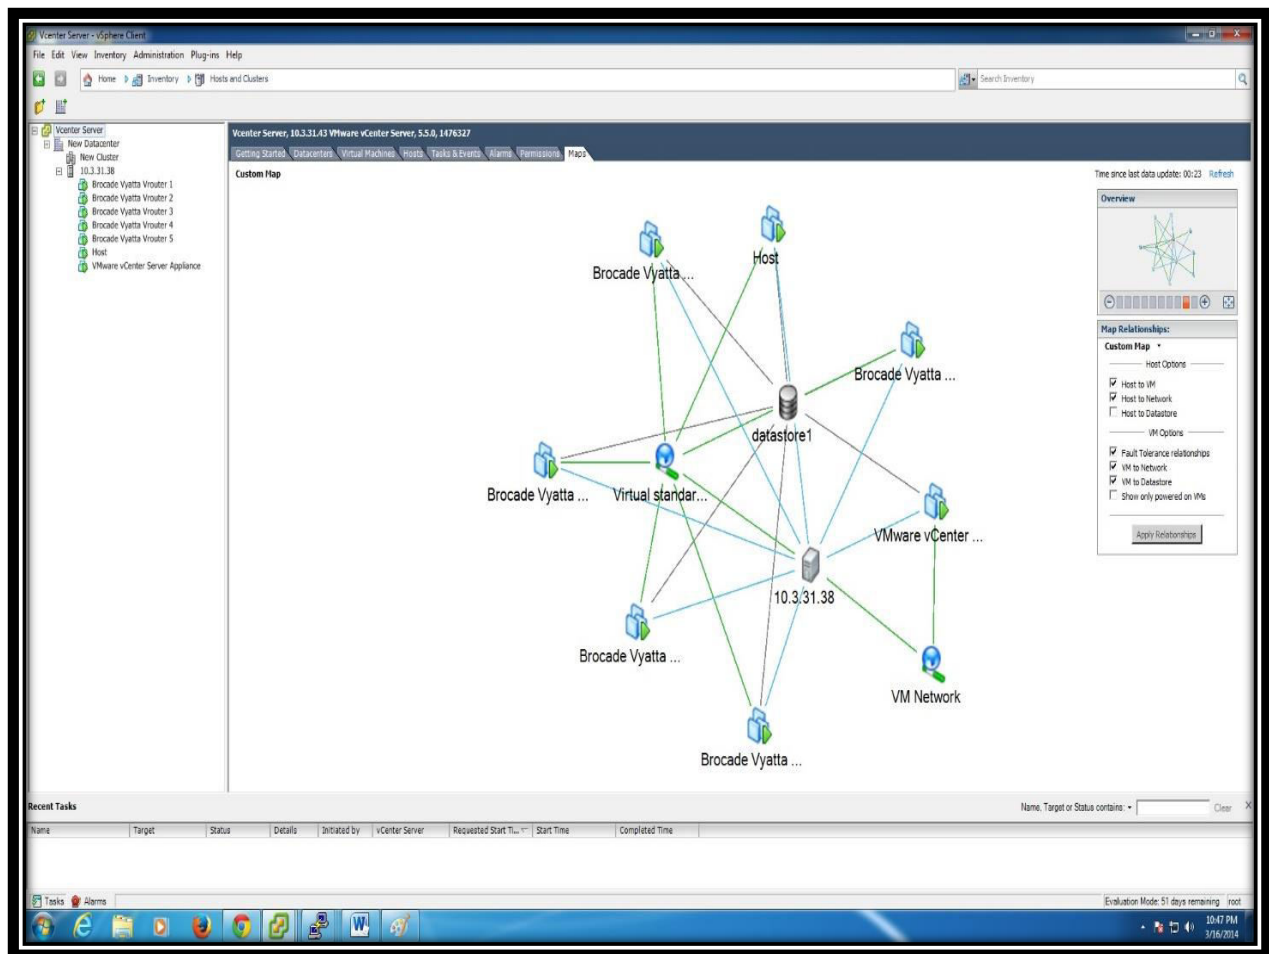 Vcenter Server - vSphere Client
File Edit View Inventory Administration Plug-ins Help
Home Inventory Hosts and Clusters
Search Inventory
Vcenter Server
New Datacenter
New Cluster
10.3.31.38
Brocade Vyatta Vrouter 1
Brocade Vyatta Vrouter 2
Brocade Vyatta Vrouter 3
Brocade Vyatta Vrouter 4
Brocade Vyatta Vrouter 5
Host
VMware vCenter Server Appliance
Vcenter Server, 10.3.31.43 VMware vCenter Server, 5.5.0, 1476327
Getting Started Datacenters Virtual Machines Hosts Tasks & Events Alarms Permissions Maps
Custom Map
Time since last data update: 00:23 Refresh
Host
Brocade Vyatta ...
Brocade Vyatta ...
datastore1
Brocade Vyatta ...
Virtual standar...
VMware vCenter ...
10.3.31.38
Brocade Vyatta ...
VM Network
Brocade Vyatta ...
Overview
Map Relationships:
Custom Map
Host Options
Host to VM
Host to Network
Host to Datastore
VM Options
Fault Tolerance relationships
VM to Network
VM to Datastore
Show only powered on VMs
Apply Relationships
Recent Tasks
Name, Target or Status contains:
Clear
Name Target Status Details Initiated by vCenter Server Requested Start Ti... Start Time Completed Time
Tasks Alarms
Evaluation Mode: 51 days remaining root
W
10:47 PM
3/16/2014